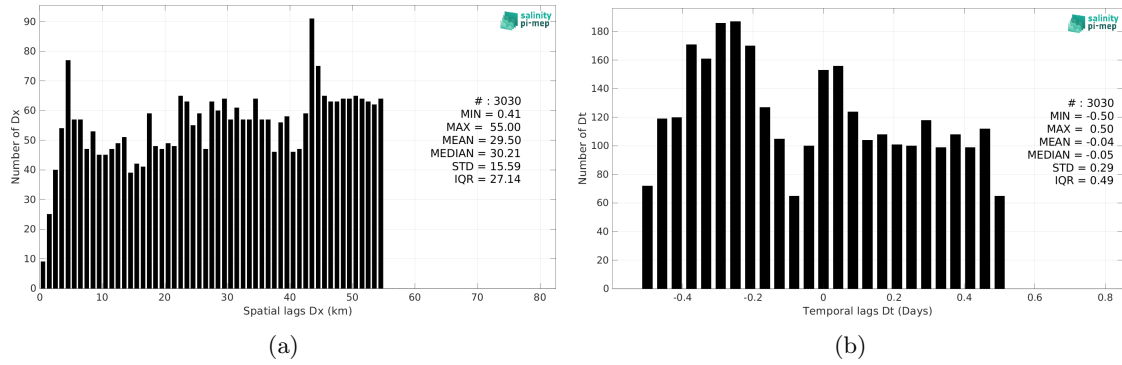 salinity
pi-mep
90
80
70
60
50
40
30
20
10
0
Number of Dx
# : 3030
MIN = 0.41
MAX = 55.00
MEAN = 29.50
MEDIAN = 30.21
STD = 15.59
IQR = 27.14
0 10 20 30 40 50 60 70 80
Spatial lags Dx (km)
(a)
salinity
pi-mep
180
160
140
120
100
80
60
40
20
0
Number of Dt
# : 3030
MIN = -0.50
MAX = 0.50
MEAN = -0.04
MEDIAN = -0.05
STD = 0.29
IQR = 0.49
-0.4 -0.2 0 0.2 0.4 0.6 0.8
Temporal lags Dt (Days)
(b)